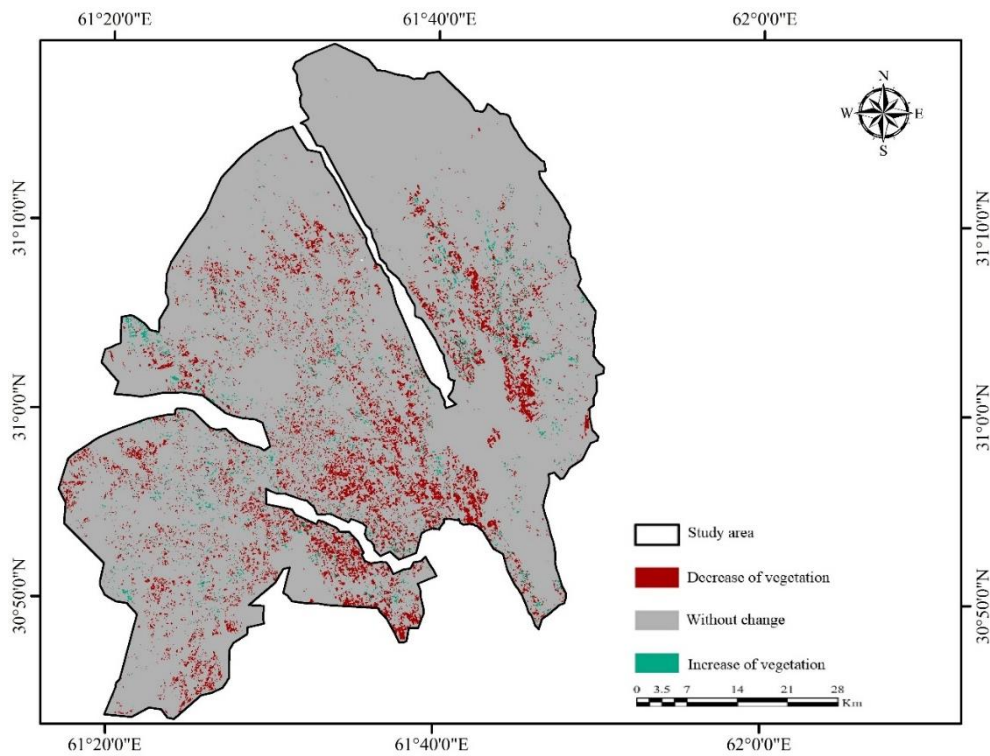 61°20'0"E 61°40'0"E 62°0'0"E
N
W E
S
31°10'0"N 31°10'0"N
31°0'0"N 31°0'0"N
30°50'0"N 30°50'0"N
Study area
Decrease of vegetation
Without change
Increase of vegetation
0 3.5 7 14 21 28
Km
61°20'0"E 61°40'0"E 62°0'0"E